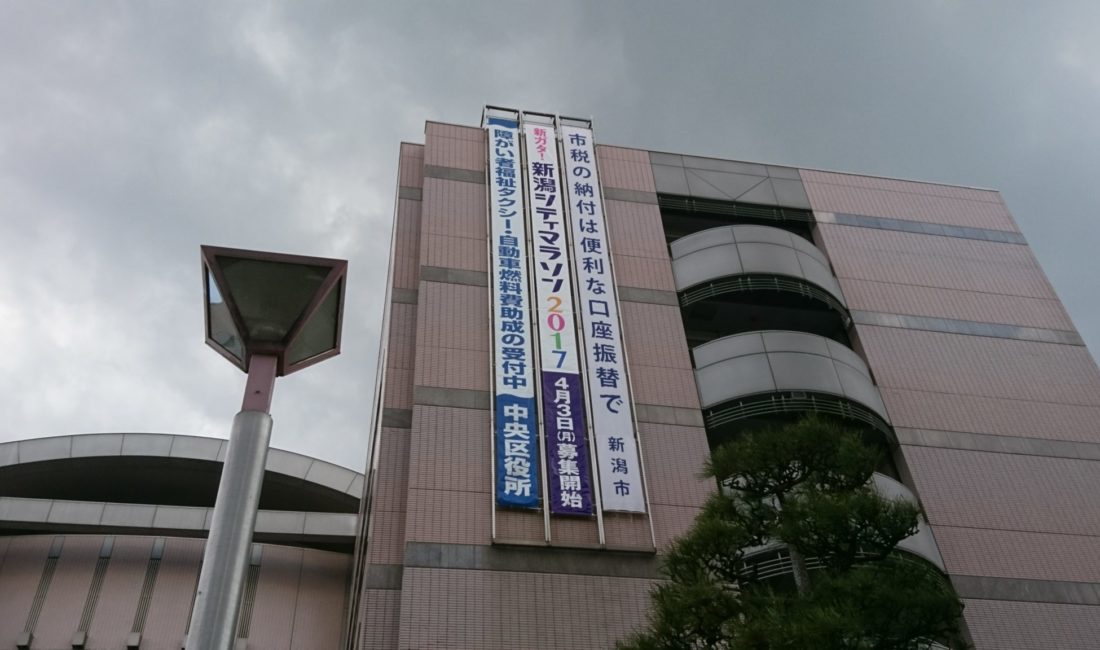 市税の納付は便利な口座振替で 新潟市
新ガタ! 新潟シティマラソン2017 4月3日(月)募集開始
障がい者福祉タクシー・自動車燃料費助成の受付中 中央区役所